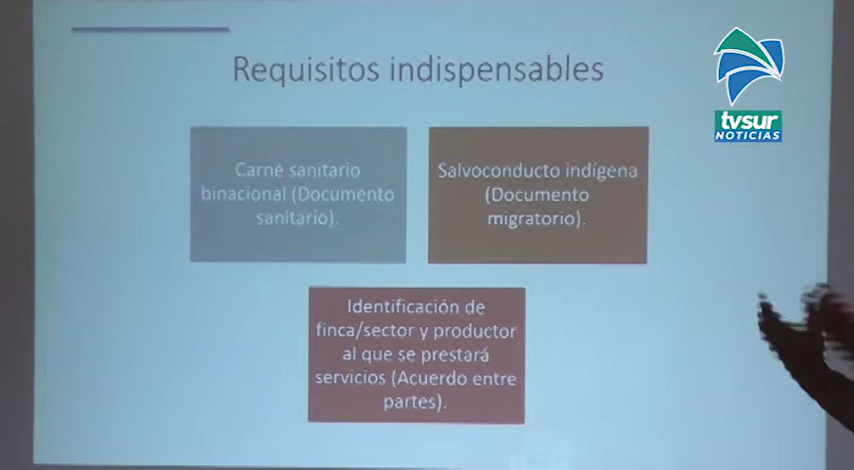 Requisitos indispensables
tvsur
NOTICIAS
Carné sanitario
binacional (Documento
sanitario).
Salvoconducto indígena
(Documento
migratorio).
Identificación de
finca/sector y productor
al que se prestará
servicios (Acuerdo entre
partes).